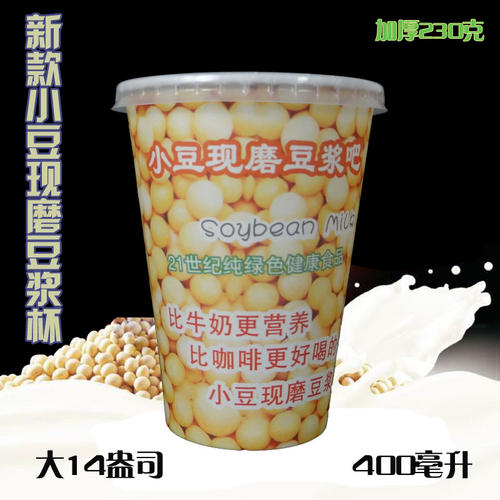 新款小豆现磨豆浆杯
加厚230克
小豆现磨豆浆吧
Soybean Milk
21世纪纯绿色健康食品
比牛奶更营养
比咖啡更好喝的
小豆现磨豆浆
大14盎司
400毫升